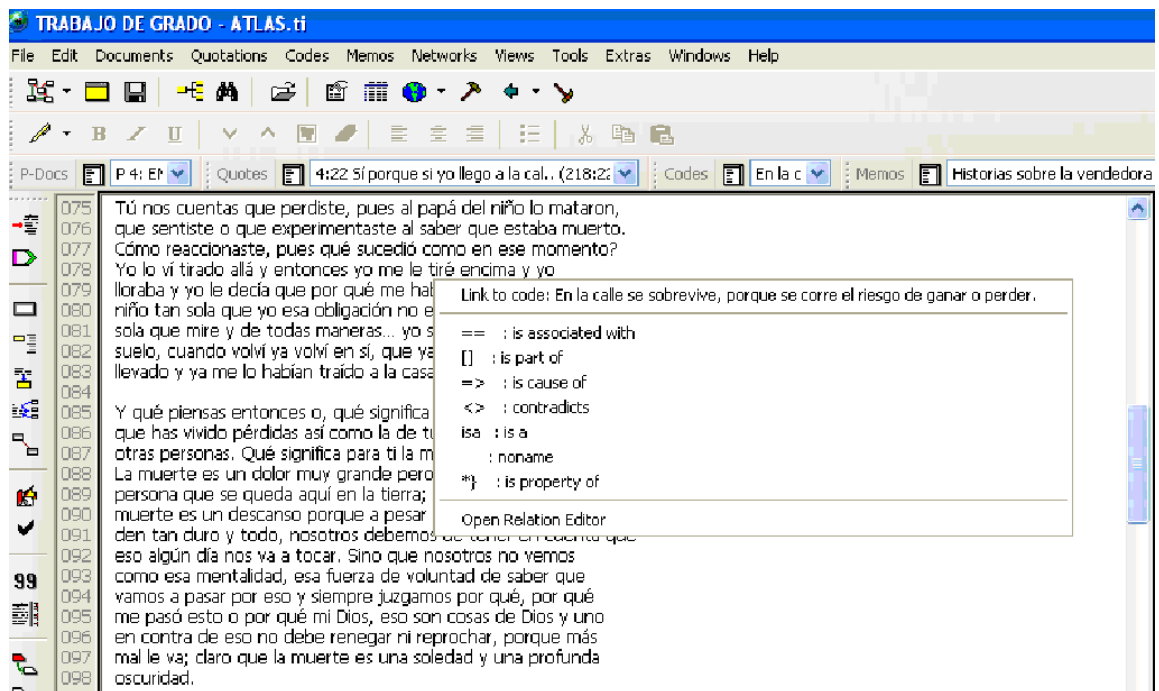 TRABAJO DE GRADO - ATLAS.ti
File Edit Documents Quotations Codes Memos Networks Views Tools Extras Windows Help
B I U
P-Docs P 4: Quotes 4:22 Sí porque si yo llego a la cal.. (218:22 Codes En la c Memos Historias sobre la vendedora
075 Tú nos cuentas que perdiste, pues al papá del niño lo mataron,
076 que sentiste o que experimentaste al saber que estaba muerto.
077 Cómo reaccionaste, pues qué sucedió como en ese momento?
078 Yo lo ví tirado allá y entonces yo me le tiré encima y yo
079 lloraba y yo le decía que por qué me hab
080 niño tan sola que yo esa obligación no e
081 sola que mire y de todas maneras... yo s
082 suelo, cuando volví ya volví en sí, que ya
083 llevado y ya me lo habían traído a la casa
084
085 Y qué piensas entonces o, qué significa
086 que has vivido pérdidas así como la de tu
087 otras personas. Qué significa para ti la m
088 La muerte es un dolor muy grande pero
089 persona que se queda aquí en la tierra;
090 muerte es un descanso porque a pesar
091 den tan duro y todo, nosotros debemos de tener en cuenta que
092 eso algún día nos va a tocar. Sino que nosotros no vemos
093 como esa mentalidad, esa fuerza de voluntad de saber que
094 vamos a pasar por eso y siempre juzgamos por qué, por qué
095 me pasó esto o por qué mi Dios, eso son cosas de Dios y uno
096 en contra de eso no debe renegar ni reprochar, porque más
097 mal le va; claro que la muerte es una soledad y una profunda
098 oscuridad.
Link to code: En la calle se sobrevive, porque se corre el riesgo de ganar o perder.
== : is associated with
[] : is part of
=> : is cause of
<> : contradicts
isa : is a
: noname
*} : is property of
Open Relation Editor